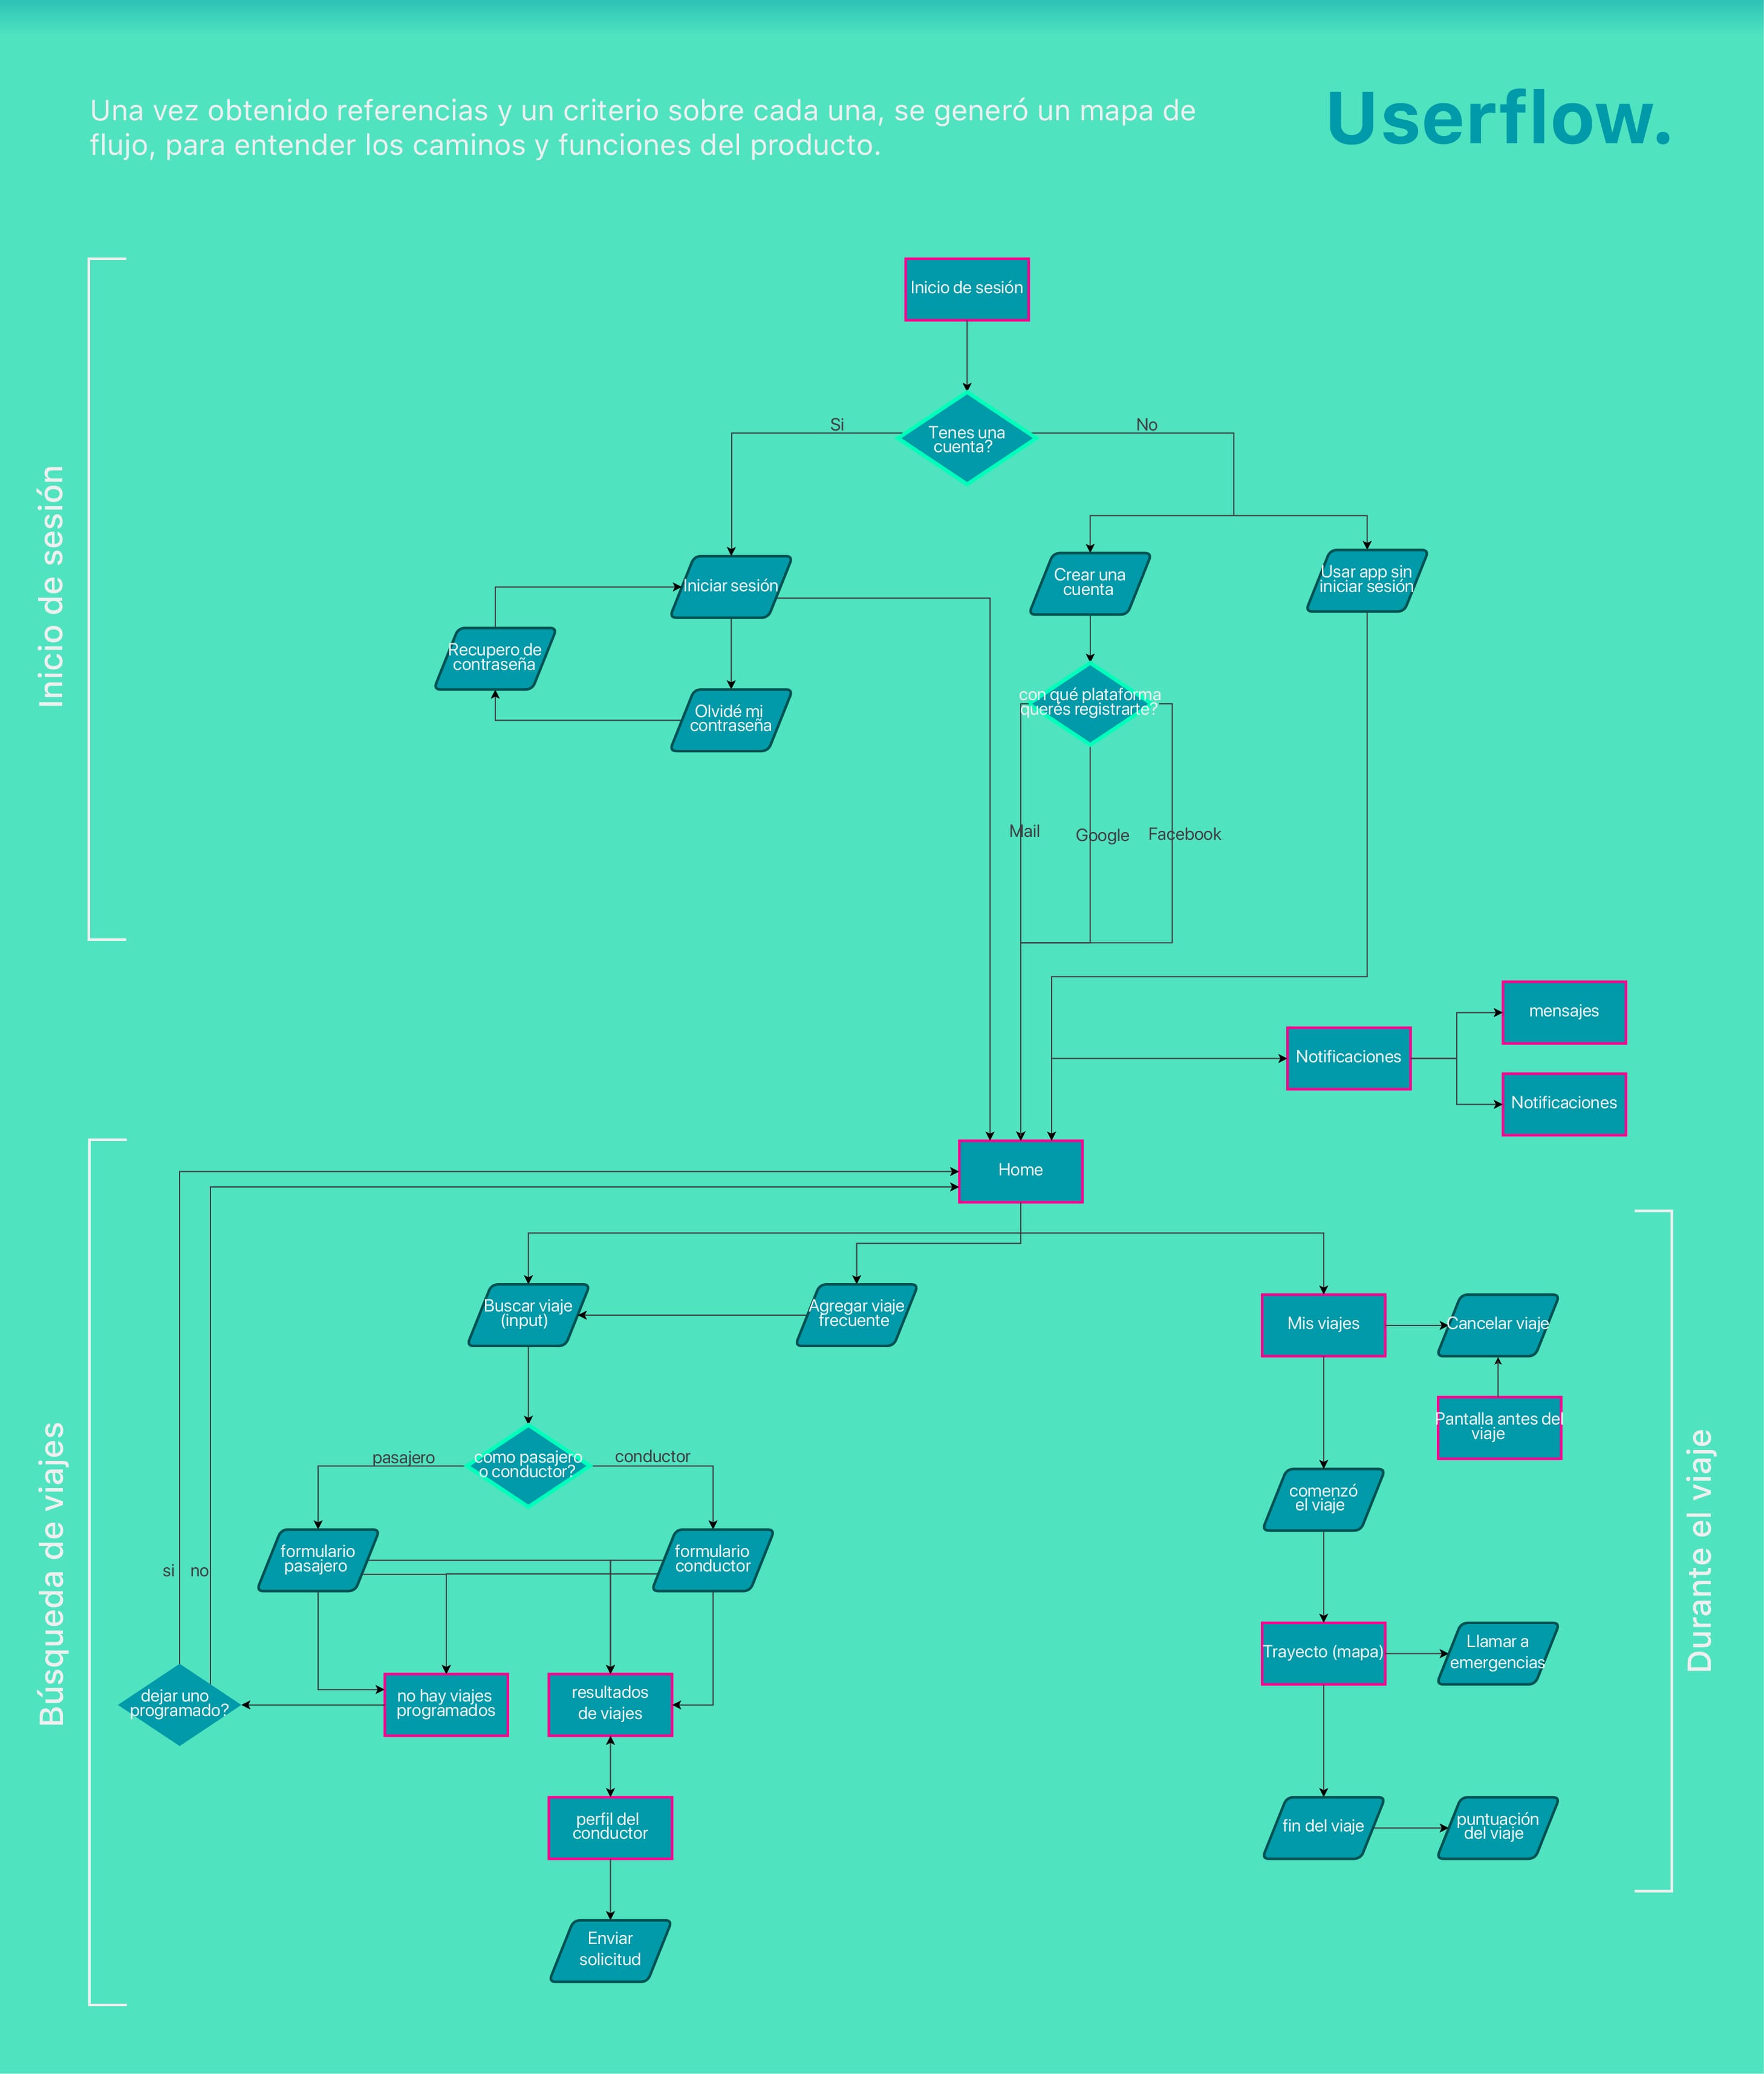 Una vez obtenido referencias y un criterio sobre cada una, se generó un mapa de
flujo, para entender los caminos y funciones del producto.
Userflow.
Inicio de sesión
Inicio de sesión
Tenes una
cuenta?
Si
No
Iniciar sesión
Crear una
cuenta
Usar app sin
iniciar sesión
Recupero de
contraseña
Olvidé mi
contraseña
con qué plataforma
querés registrarte?
Mail
Google
Facebook
mensajes
Notificaciones
Notificaciones
Home
Búsqueda de viajes
Buscar viaje
(input)
Agregar viaje
frecuente
como pasajero
o conductor?
pasajero
conductor
formulario
pasajero
formulario
conductor
si
no
dejar uno
programado?
no hay viajes
programados
resultados
de viajes
perfil del
conductor
Enviar
solicitud
Durante el viaje
Mis viajes
Cancelar viaje
Pantalla antes del
viaje
comenzó
el viaje
Trayecto (mapa)
Llamar a
emergencias
fin del viaje
puntuación
del viaje